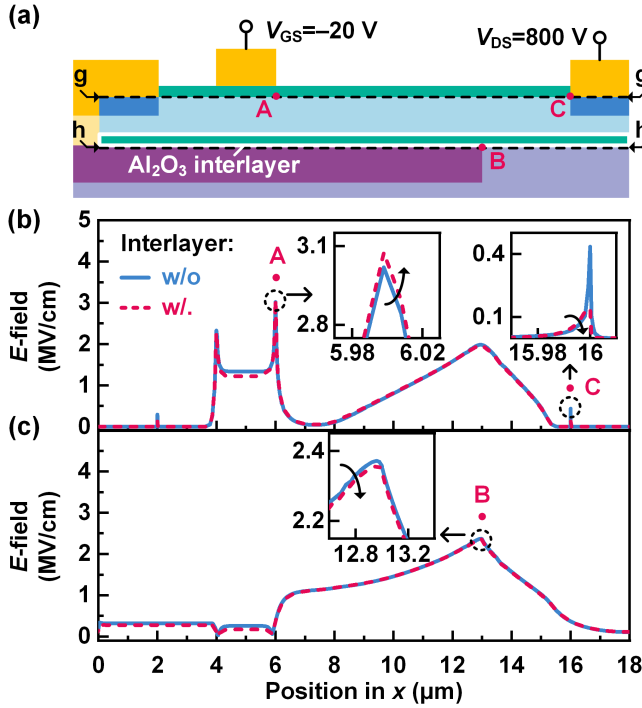 (a)
V_GS=–20 V
V_DS=800 V
g
g
A
C
h
h
Al₂O₃ interlayer
B
(b)
5
4
3
2
1
0
E-field
(MV/cm)
Interlayer:
w/o
w/.
A
3.1
2.8
5.98
6.02
0.4
0.1
15.98
16
C
(c)
4
3
2
1
0
E-field
(MV/cm)
2.4
2.2
12.8
13.2
B
0 2 4 6 8 10 12 14 16 18
Position in x (μm)